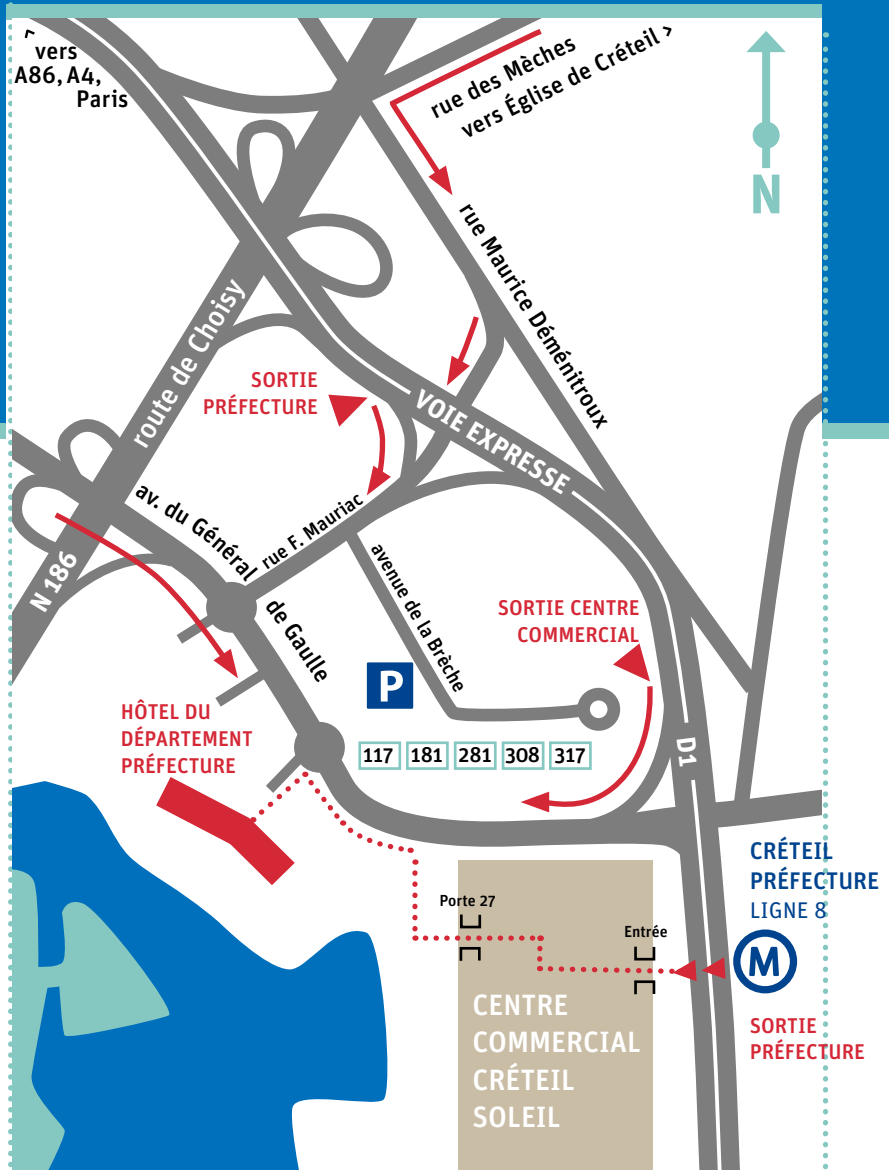 vers
A86, A4,
Paris
rue des Mèches
vers Église de Créteil >
N
rue Maurice Déménitroux
route de Choisy
SORTIE
PRÉFECTURE
VOIE EXPRESSE
av. du Général
de Gaulle
rue F. Mauriac
N 186
avenue de la Brèche
SORTIE CENTRE
COMMERCIAL
P
HÔTEL DU
DÉPARTEMENT
PRÉFECTURE
117 181 281 308 317
D1
CRÉTEIL
PRÉFECTURE
LIGNE 8
M
Porte 27
Entrée
SORTIE
PRÉFECTURE
CENTRE
COMMERCIAL
CRÉTEIL
SOLEIL